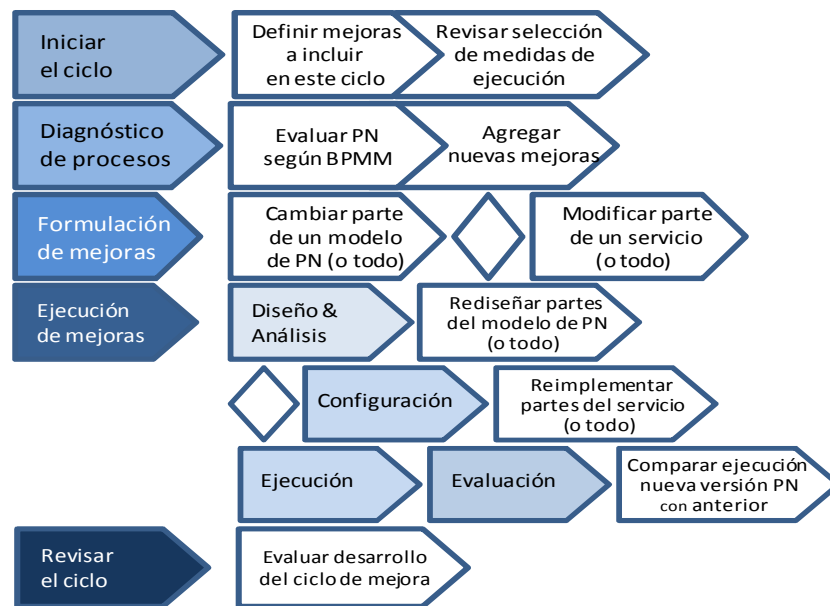 Iniciar
el ciclo
Definir mejoras
a incluir
en este ciclo
Revisar selección
de medidas de
ejecución
Diagnóstico
de procesos
Evaluar PN
según BPMM
Agregar
nuevas mejoras
Formulación
de mejoras
Cambiar parte
de un modelo
de PN (o todo)
Modificar parte
de un servicio
(o todo)
Ejecución
de mejoras
Diseño &
Análisis
Rediseñar partes
del modelo de PN
(o todo)
Configuración
Reimplementar
partes del servicio
(o todo)
Ejecución
Evaluación
Comparar ejecución
nueva versión PN
con anterior
Revisar
el ciclo
Evaluar desarrollo
del ciclo de mejora